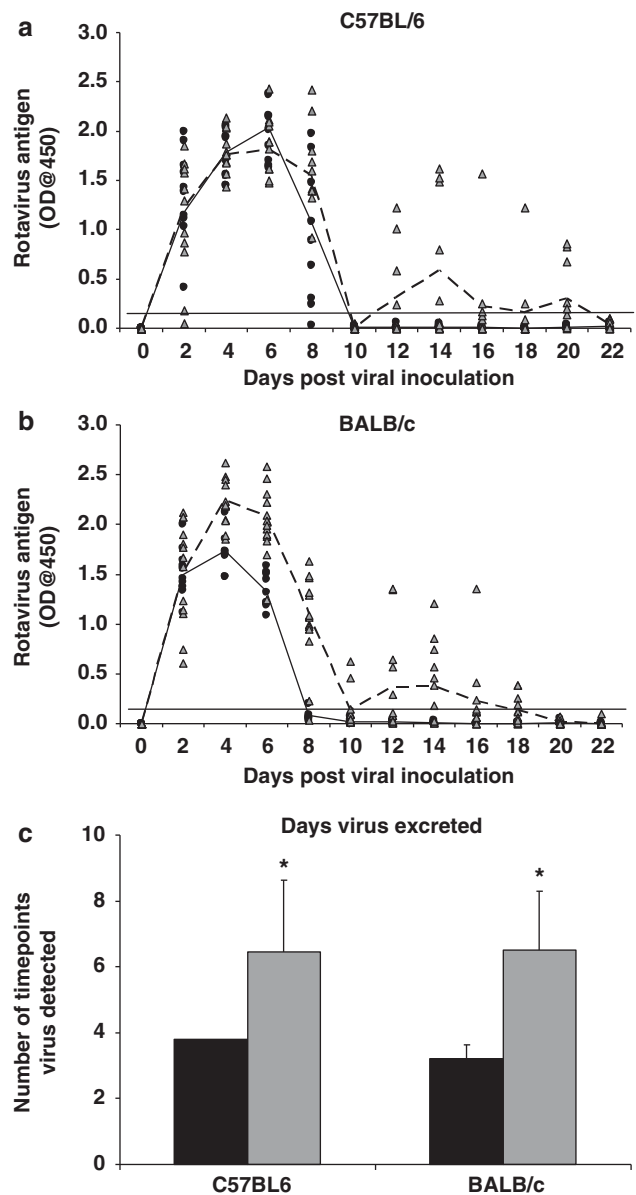 a
C57BL/6
3.0
2.5
2.0
1.5
1.0
0.5
0.0
Rotavirus antigen
(OD@450)
0 2 4 6 8 10 12 14 16 18 20 22
Days post viral inoculation
b
BALB/c
3.0
2.5
2.0
1.5
1.0
0.5
0.0
Rotavirus antigen
(OD@450)
0 2 4 6 8 10 12 14 16 18 20 22
Days post viral inoculation
c
Days virus excreted
10
8
6
4
2
0
Number of timepoints
virus detected
*
*
C57BL6 BALB/c